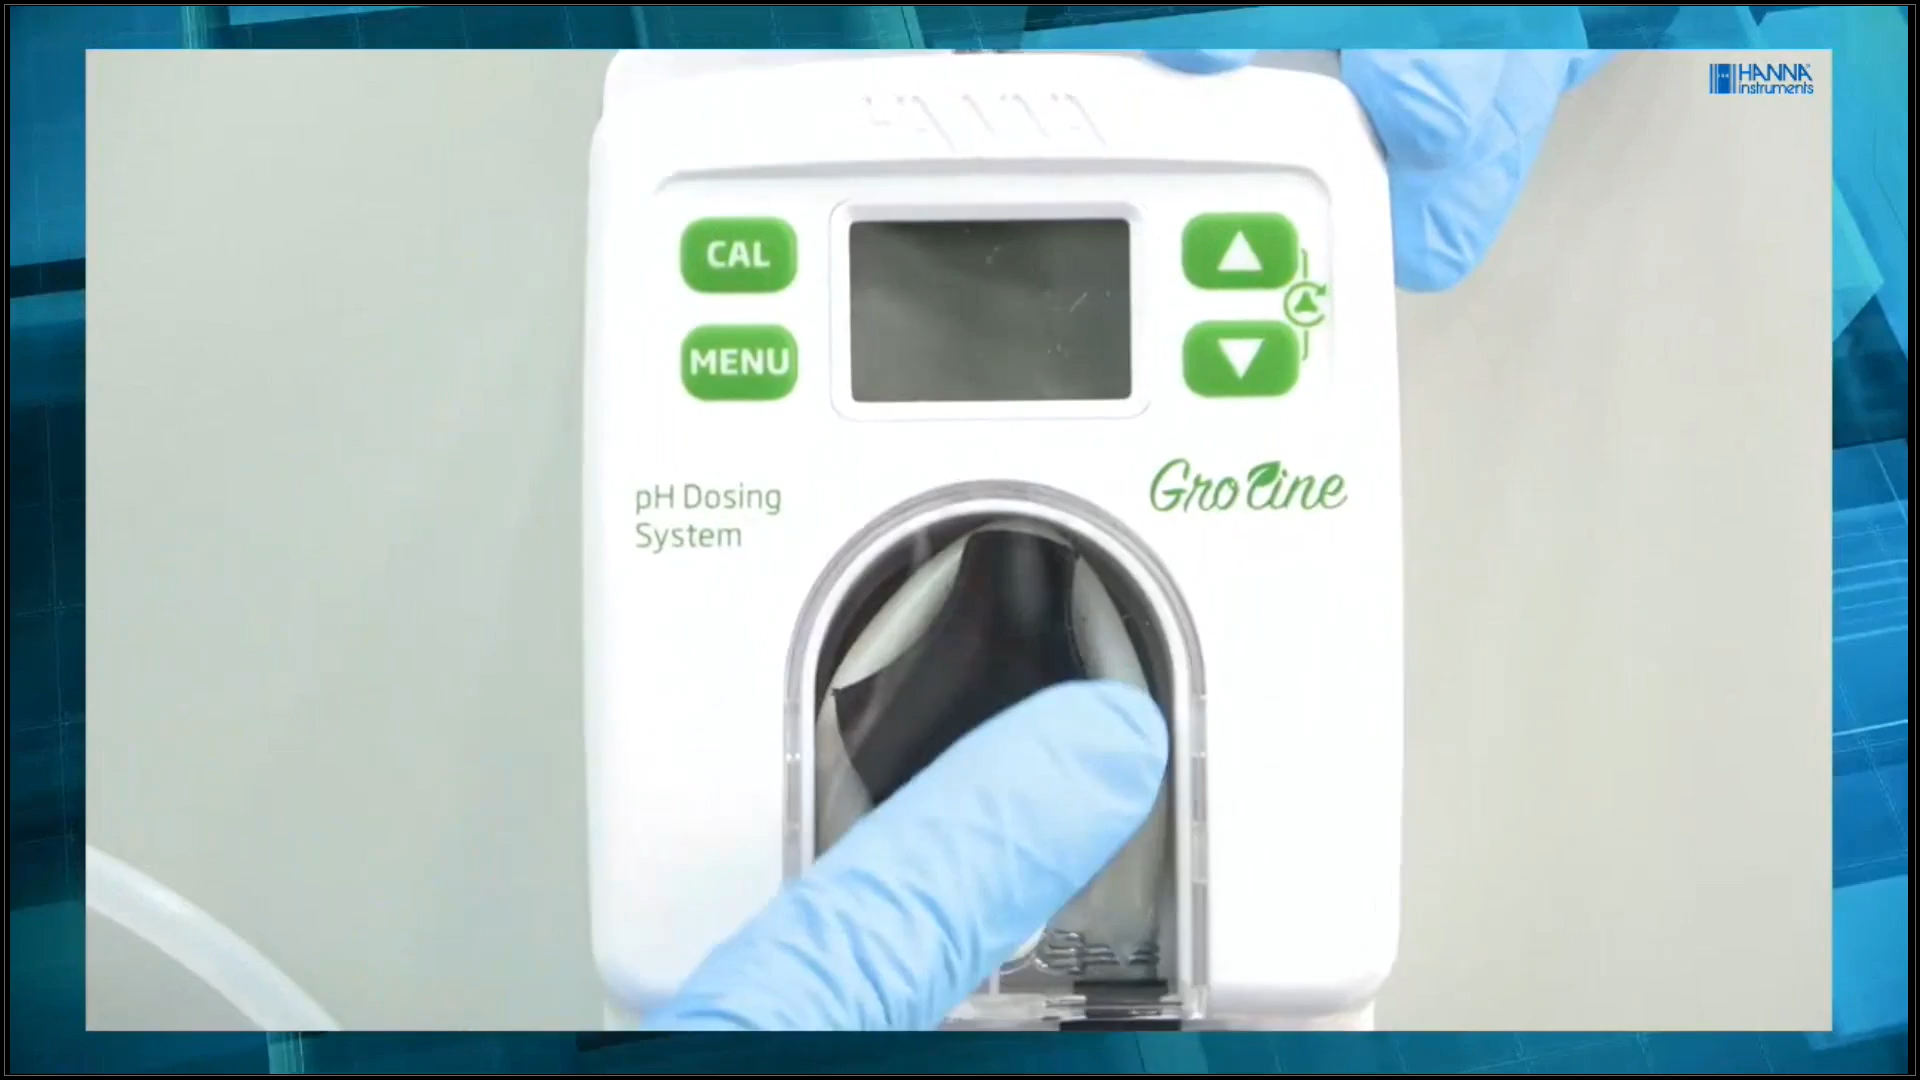 HANNA
instruments
CAL
MENU
pH Dosing
System
GroLine